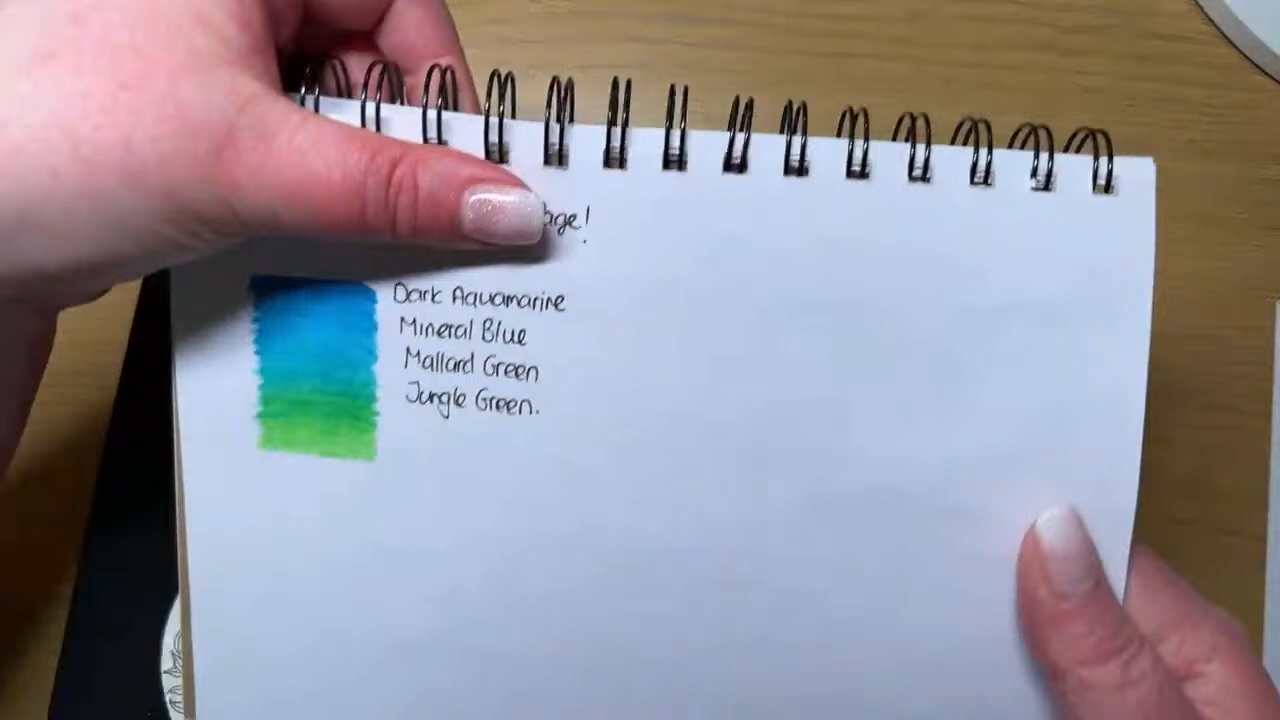 Dark Aquamarine
Mineral Blue
Mallard Green
Jungle Green.